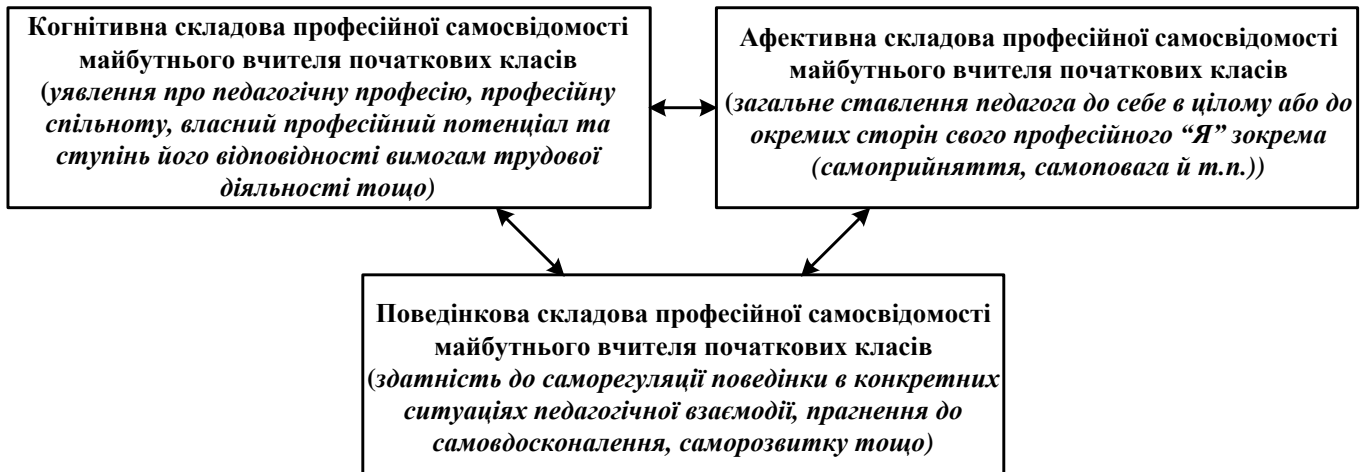 Когнітивна складова професійної самосвідомості
майбутнього вчителя початкових класів
(уявлення про педагогічну професію, професійну
спільноту, власний професійний потенціал та
ступінь його відповідності вимогам трудової
діяльності тощо)
Афективна складова професійної самосвідомості
майбутнього вчителя початкових класів
(загальне ставлення педагога до себе в цілому або до
окремих сторін свого професійного “Я” зокрема
(самоприйняття, самоповага й т.п.))
Поведінкова складова професійної самосвідомості
майбутнього вчителя початкових класів
(здатність до саморегуляції поведінки в конкретних
ситуаціях педагогічної взаємодії, прагнення до
самовдосконалення, саморозвитку тощо)